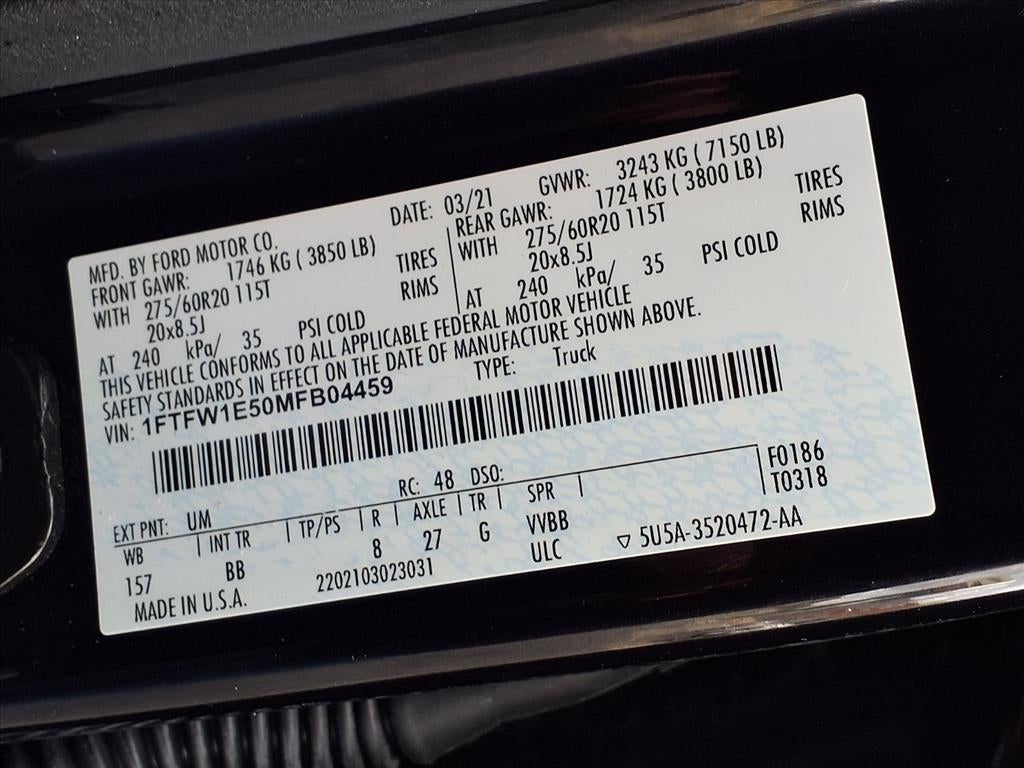 MFD. BY FORD MOTOR CO.
DATE: 03/21 GVWR: 3243 KG ( 7150 LB)
FRONT GAWR: 1746 KG ( 3850 LB)
WITH 275/60R20 115T TIRES
20x8.5J RIMS
AT 240 kPa/ 35 PSI COLD
REAR GAWR: 1724 KG ( 3800 LB)
WITH 275/60R20 115T TIRES
20x8.5J RIMS
AT 240 kPa/ 35 PSI COLD
THIS VEHICLE CONFORMS TO ALL APPLICABLE FEDERAL MOTOR VEHICLE
SAFETY STANDARDS IN EFFECT ON THE DATE OF MANUFACTURE SHOWN ABOVE.
VIN: 1FTFW1E50MFB04459 TYPE: Truck
EXT PNT: UM RC: 48 DSO: F0186
WB | INT TR | TP/PS | R | AXLE | TR | SPR | T0318
157 BB 8 27 G VVBB
MADE IN U.S.A. 2202103023031 ULC ▽ 5U5A-3520472-AA